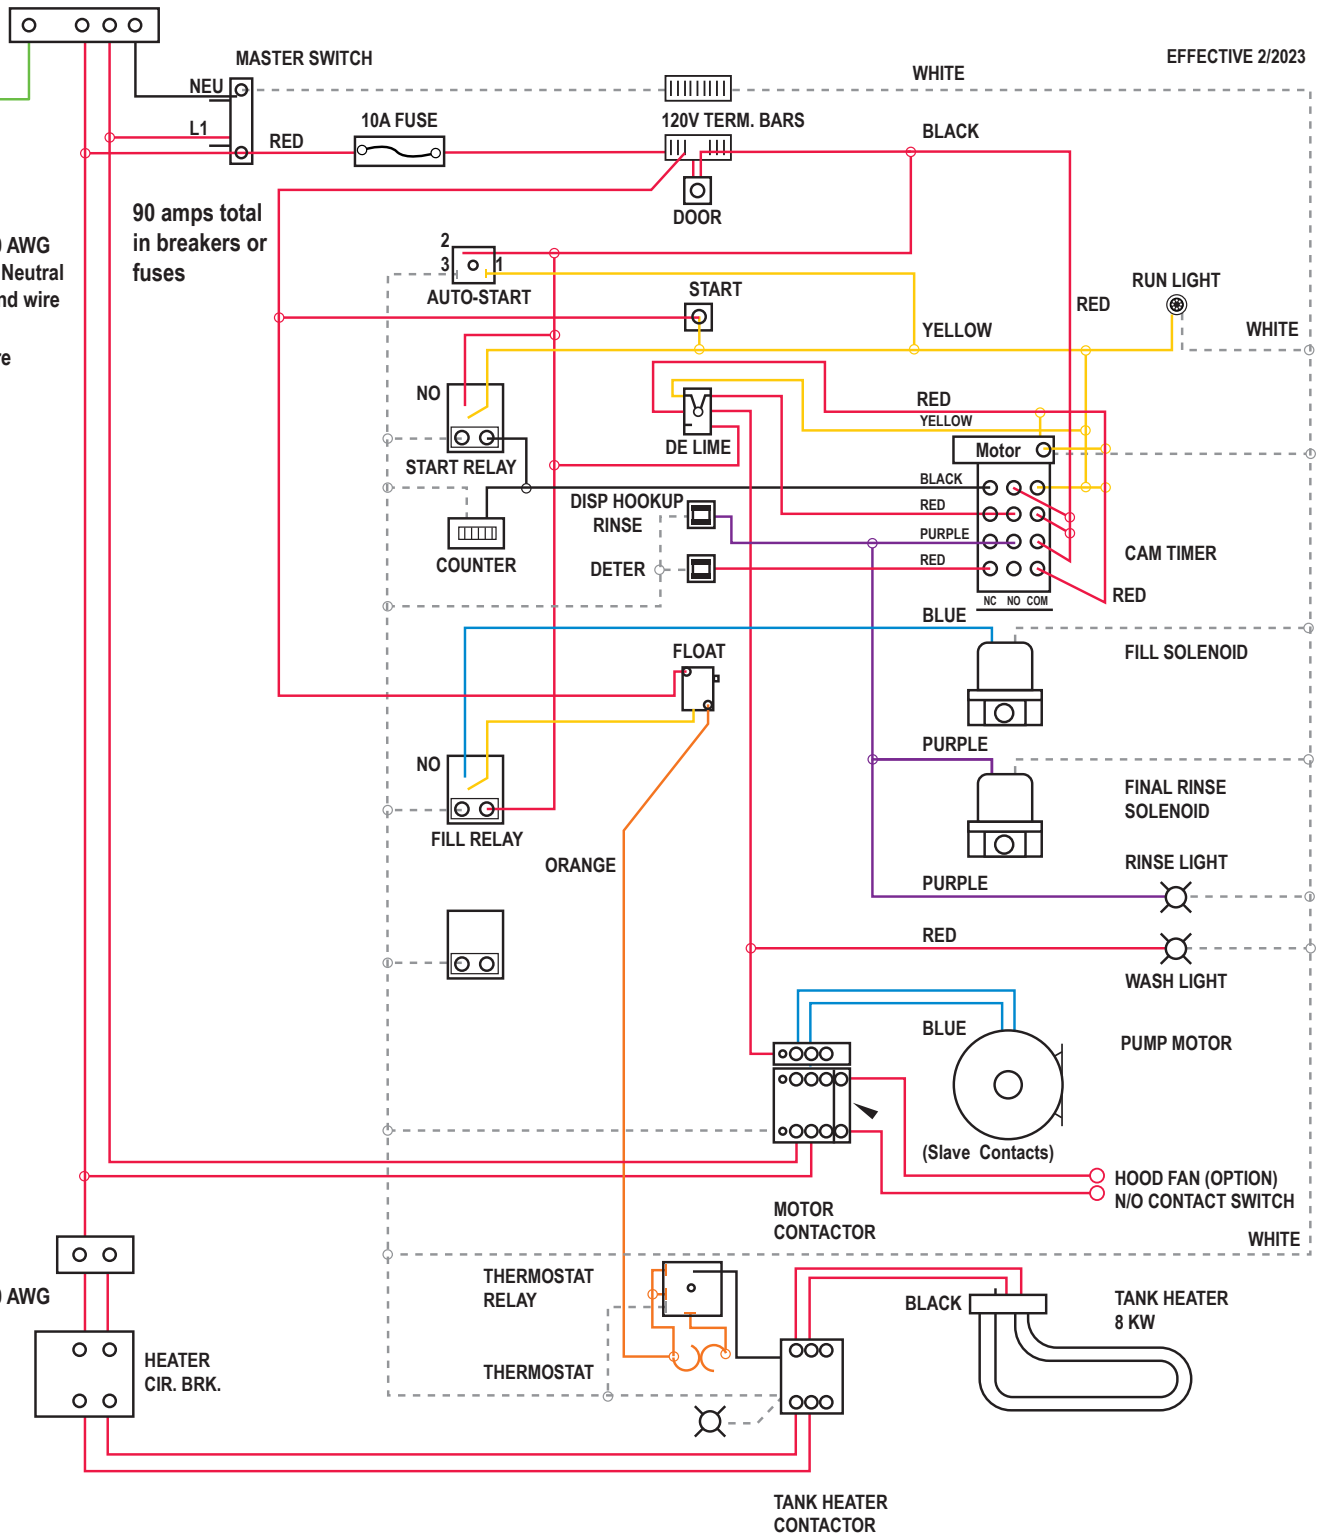 MASTER SWITCH
EFFECTIVE 2/2023
WHITE
NEU
10A FUSE
120V TERM. BARS
BLACK
L1
RED
DOOR
90 amps total
in breakers or
fuses
AWG
Neutral
nd wire
2
3
1
AUTO-START
START
RED
RUN LIGHT
YELLOW
WHITE
NO
RED
YELLOW
DE LIME
Motor
START RELAY
BLACK
DISP HOOKUP
RINSE
RED
PURPLE
CAM TIMER
COUNTER
DETER
RED
NC NO COM
RED
BLUE
FLOAT
FILL SOLENOID
PURPLE
NO
FINAL RINSE
SOLENOID
FILL RELAY
ORANGE
RINSE LIGHT
PURPLE
RED
WASH LIGHT
BLUE
PUMP MOTOR
(Slave Contacts)
HOOD FAN (OPTION)
N/O CONTACT SWITCH
MOTOR
CONTACTOR
WHITE
THERMOSTAT
RELAY
AWG
BLACK
TANK HEATER
8 KW
HEATER
CIR. BRK.
THERMOSTAT
TANK HEATER
CONTACTOR